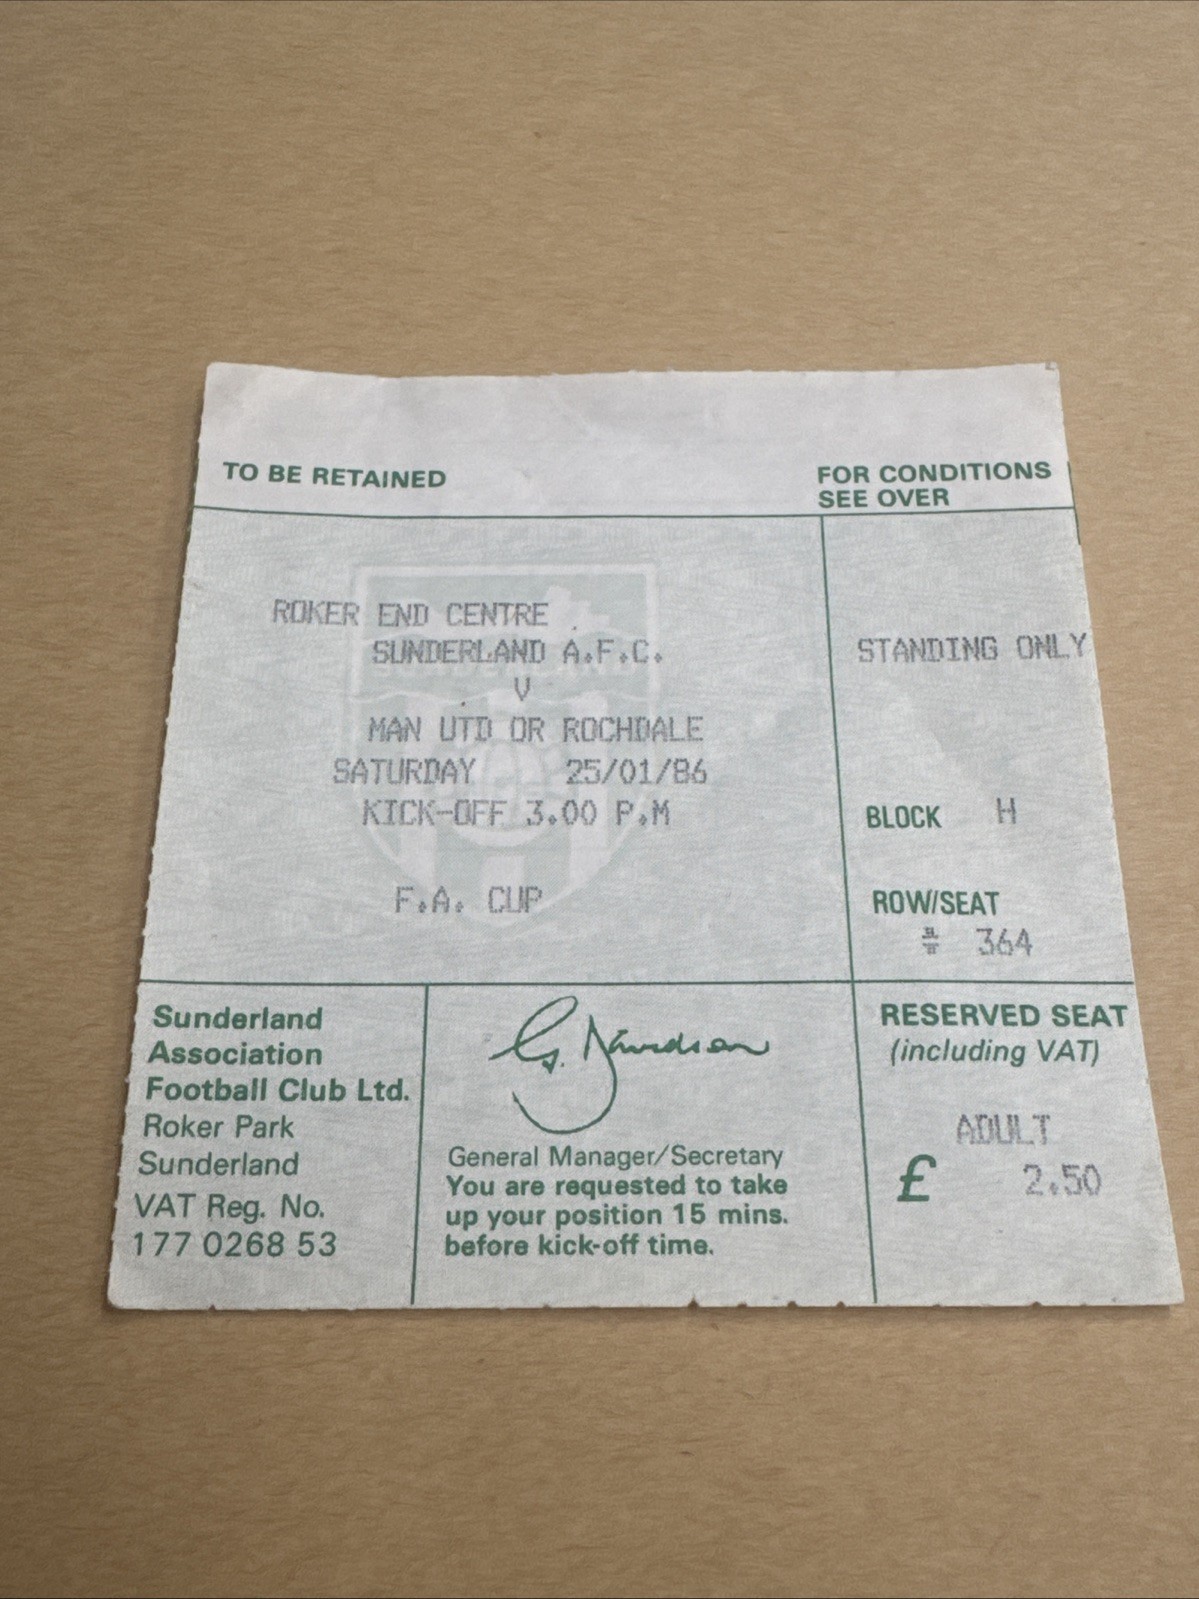 TO BE RETAINED
FOR CONDITIONS
SEE OVER
ROKER END CENTRE
SUNDERLAND A.F.C.
V
MAN UTD OR ROCHDALE
SATURDAY 25/01/86
KICK-OFF 3.00 P.M
F.A. CUP
STANDING ONLY
BLOCK H
ROW/SEAT
364
Sunderland
Association
Football Club Ltd.
Roker Park
Sunderland
VAT Reg. No.
177 0268 53
G. Davidson
General Manager/Secretary
You are requested to take
up your position 15 mins.
before kick-off time.
RESERVED SEAT
(including VAT)
ADULT
£ 2.50